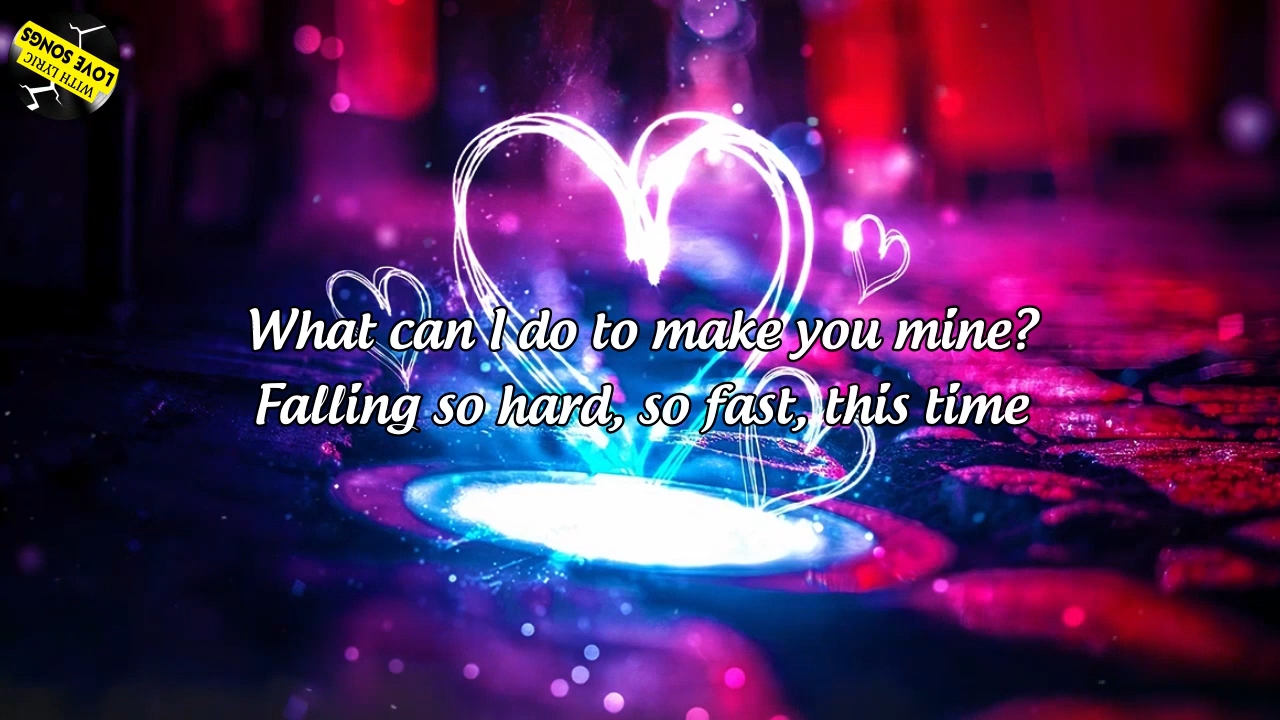 LOVE SONGS
WITH LYRIC
What can I do to make you mine?
Falling so hard, so fast, this time